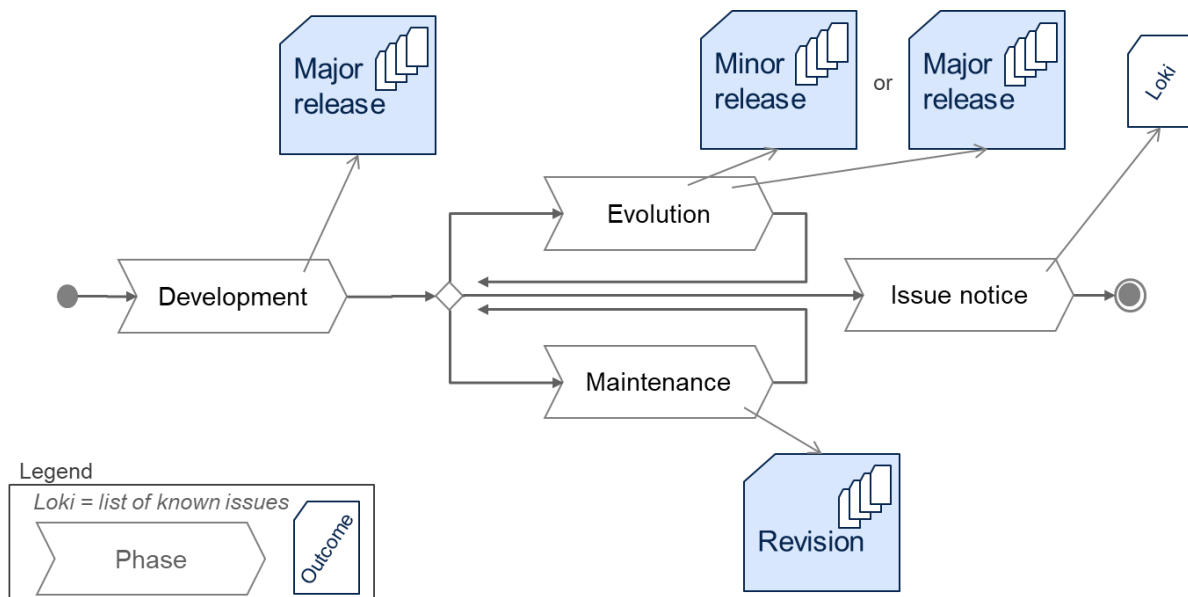 Major
release
Minor
release
or
Major
release
Loki
Evolution
Development
Issue notice
Maintenance
Revision
Legend
Loki = list of known issues
Phase
Outcome